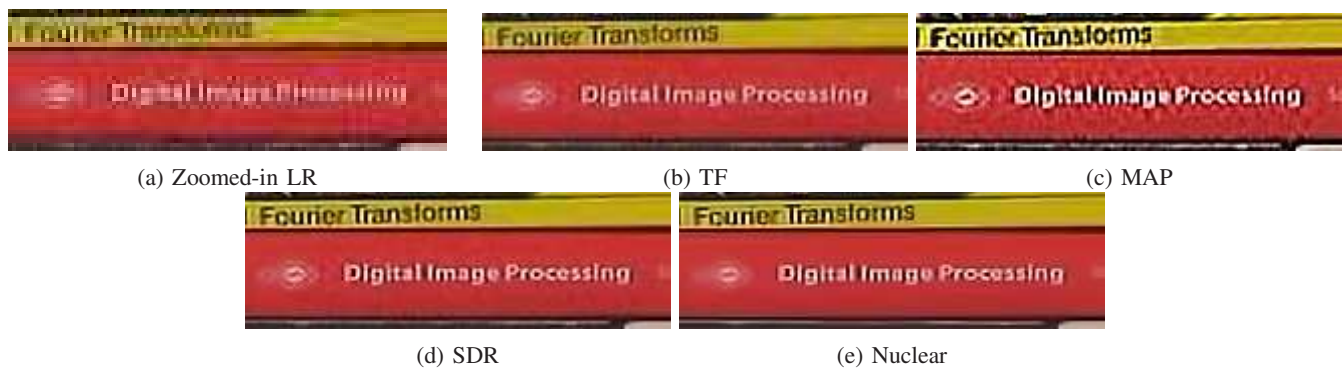 Fourier Transforms
Digital Image Processing
(a) Zoomed-in LR
Fourier Transforms
Digital Image Processing
(b) TF
Fourier Transforms
Digital Image Processing
(c) MAP
Fourier Transforms
Digital Image Processing
(d) SDR
Fourier Transforms
Digital Image Processing
(e) Nuclear